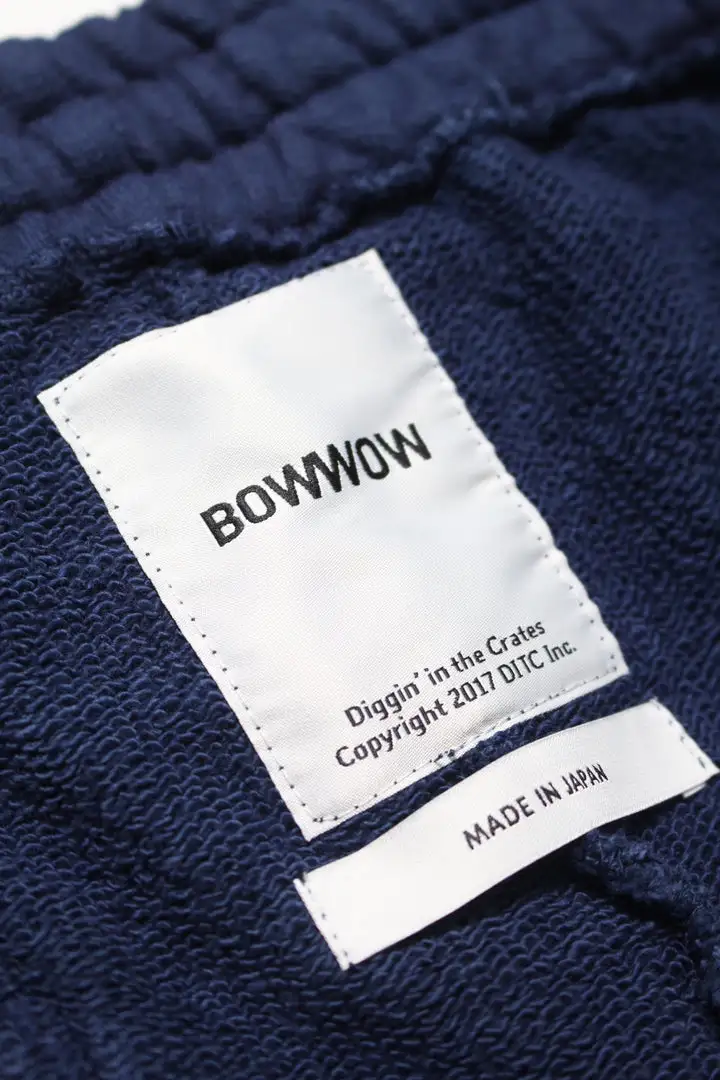 BOWWOW
Diggin' in the Crates
Copyright 2017 DITC Inc.
MADE IN JAPAN